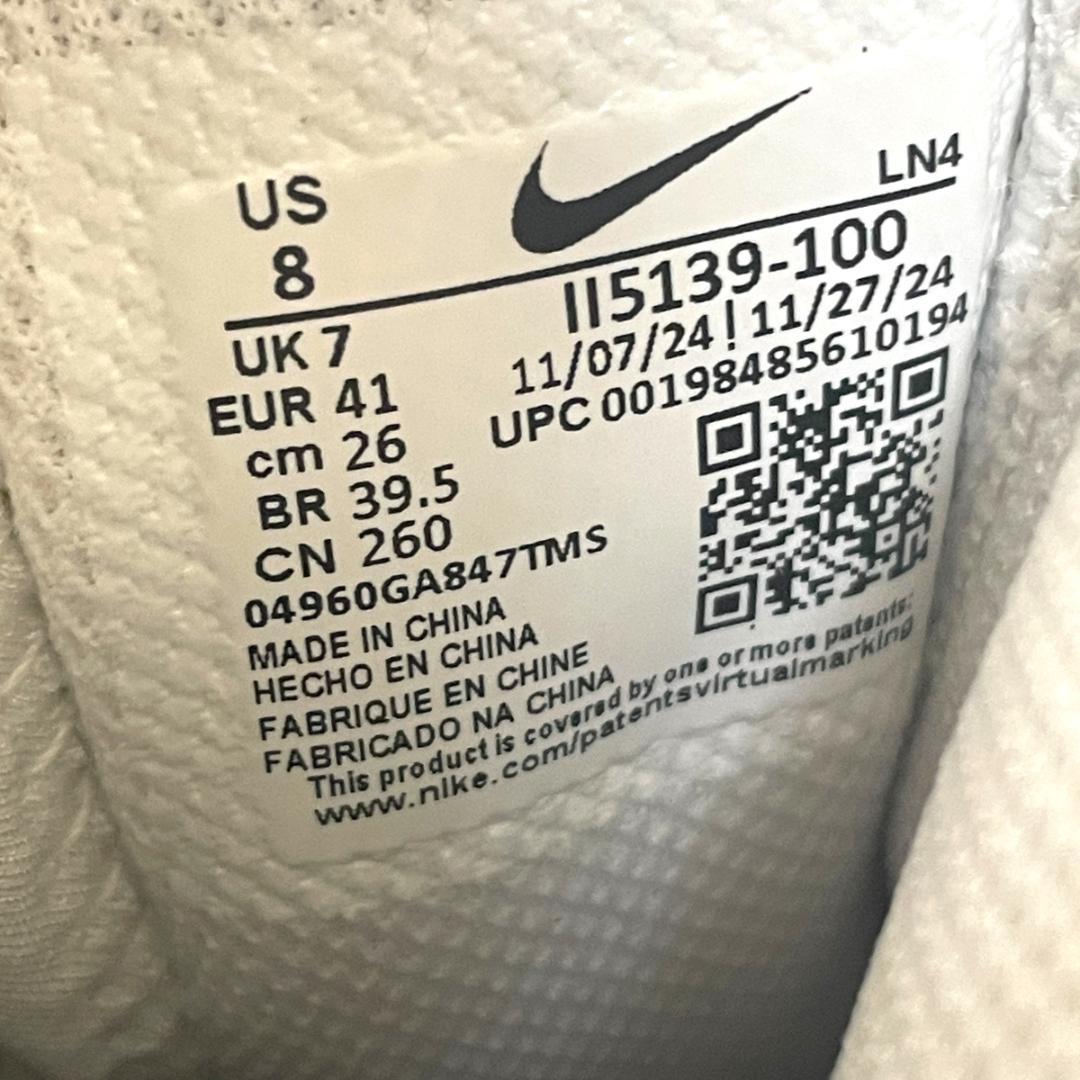 US
8
LN4
UK 7
EUR 41
cm 26
BR 39.5
CN 260
II5139-100
11/07/24 ! 11/27/24
UPC 00198485610194
04960GA847TMS
MADE IN CHINA
HECHO EN CHINA
FABRIQUE EN CHINE
FABRICADO NA CHINA
This product is covered by one or more patents:
www.nike.com/patentsvirtualmarking